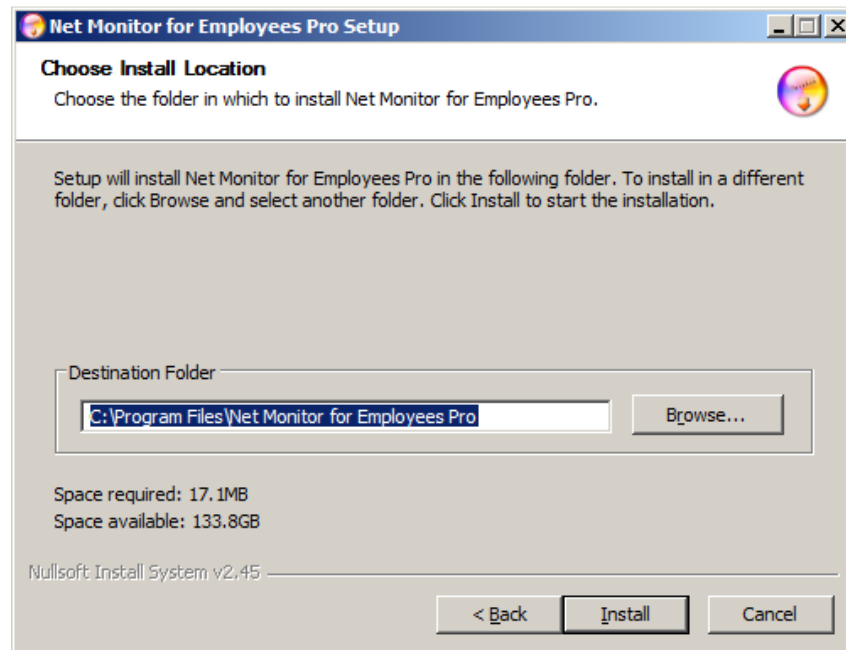 Net Monitor for Employees Pro Setup
Choose Install Location
Choose the folder in which to install Net Monitor for Employees Pro.
Setup will install Net Monitor for Employees Pro in the following folder. To install in a different
folder, click Browse and select another folder. Click Install to start the installation.
Destination Folder
C:\Program Files\Net Monitor for Employees Pro
Browse...
Space required: 17.1MB
Space available: 133.8GB
Nullsoft Install System v2.45
< Back
Install
Cancel